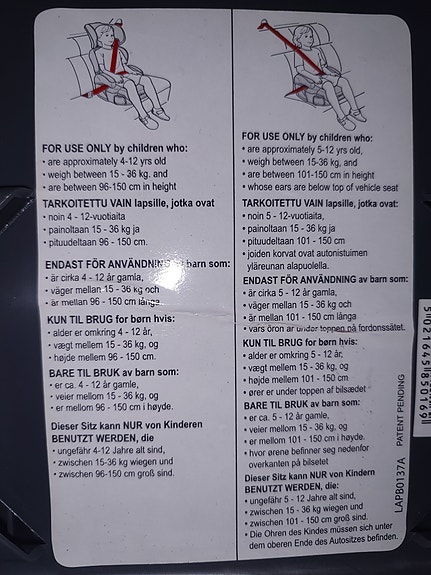 FOR USE ONLY by children who:
• are approximately 4-12 yrs old
• weigh between 15 - 36 kg, and
• are between 96-150 cm in height
TARKOITETTU VAIN lapsille, jotka ovat
• noin 4 - 12-vuotiaita,
• painoltaan 15 - 36 kg ja
• pituudeltaan 96 - 150 cm.
ENDAST FÖR ANVÄNDNING av barn som:
• är cirka 4 - 12 år gamla,
• väger mellan 15 - 36 kg och
• är mellan 96 - 150 cm långa.
KUN TIL BRUG for børn hvis:
• alder er omkring 4 - 12 år,
• vægt mellem 15 - 36 kg, og
• højde mellem 96 - 150 cm.
BARE TIL BRUK av barn som:
• er ca. 4 - 12 år gamle,
• veier mellom 15 - 36 kg, og
• er mellom 96 - 150 cm i høyde.
Dieser Sitz kann NUR von Kinderen
BENUTZT WERDEN, die
• ungefähr 4-12 Jahre alt sind,
• zwischen 15-36 kg wiegen und
• zwischen 96-150 cm groß sind.
FOR USE ONLY by children who:
• are approximately 5-12 yrs old,
• weigh between 15-36 kg, and
• are between 101-150 cm in height
• whose ears are below top of vehicle seat
TARKOITETTU VAIN lapsille, jotka ovat:
• noin 5 - 12-vuotiaita,
• painoltaan 15 - 36 kg ja
• pituudeltaan 101 - 150 cm
• joiden korvat ovat autonistuimen
yläreunan alapuolella.
ENDAST FÖR ANVÄNDNING av barn som:
• är cirka 5 - 12 år gamla,
• väger mellan 15 - 36 kg och
• är mellan 101 - 150 cm långa
• vars öron är under toppen på fordonssätet.
KUN TIL BRUG for børn hvis:
• alder er omkring 5 - 12 år,
• vægt mellem 15 - 36 kg, og
• højde mellem 101 - 150 cm
• ører er under toppen af bilsædet
BARE TIL BRUK av barn som:
• er ca. 5 - 12 år gamle,
• veier mellom 15 - 36 kg, og
• er mellom 101 - 150 cm i høyde,
• hvor ørene befinner seg nedenfor
overkanten på bilsetet
Dieser Sitz kann NUR von Kindern
BENUTZT WERDEN, die:
• ungefähr 5 - 12 Jahre alt sind,
• zwischen 15 - 36 kg wiegen und
• zwischen 101 - 150 cm groß sind.
• Die Ohren des Kindes müssen sich unter
dem oberen Ende des Autositzes befinden.
LAPB0137A PATENT PENDING
5 021645 850169